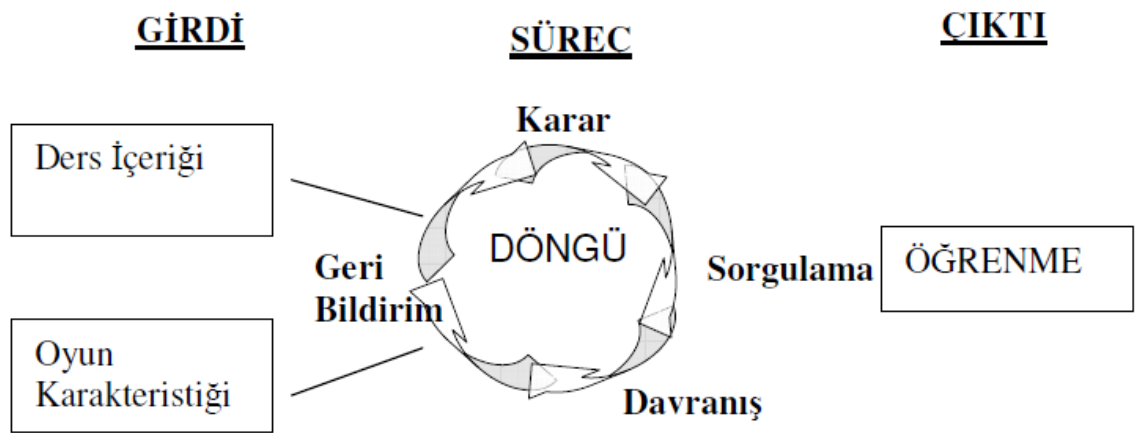 GİRDİ
SÜREC
ÇIKTI
Ders İçeriği
Oyun
Karakteristiği
Karar
Geri
Bildirim
DÖNGÜ
Sorgulama
Davranış
ÖĞRENME